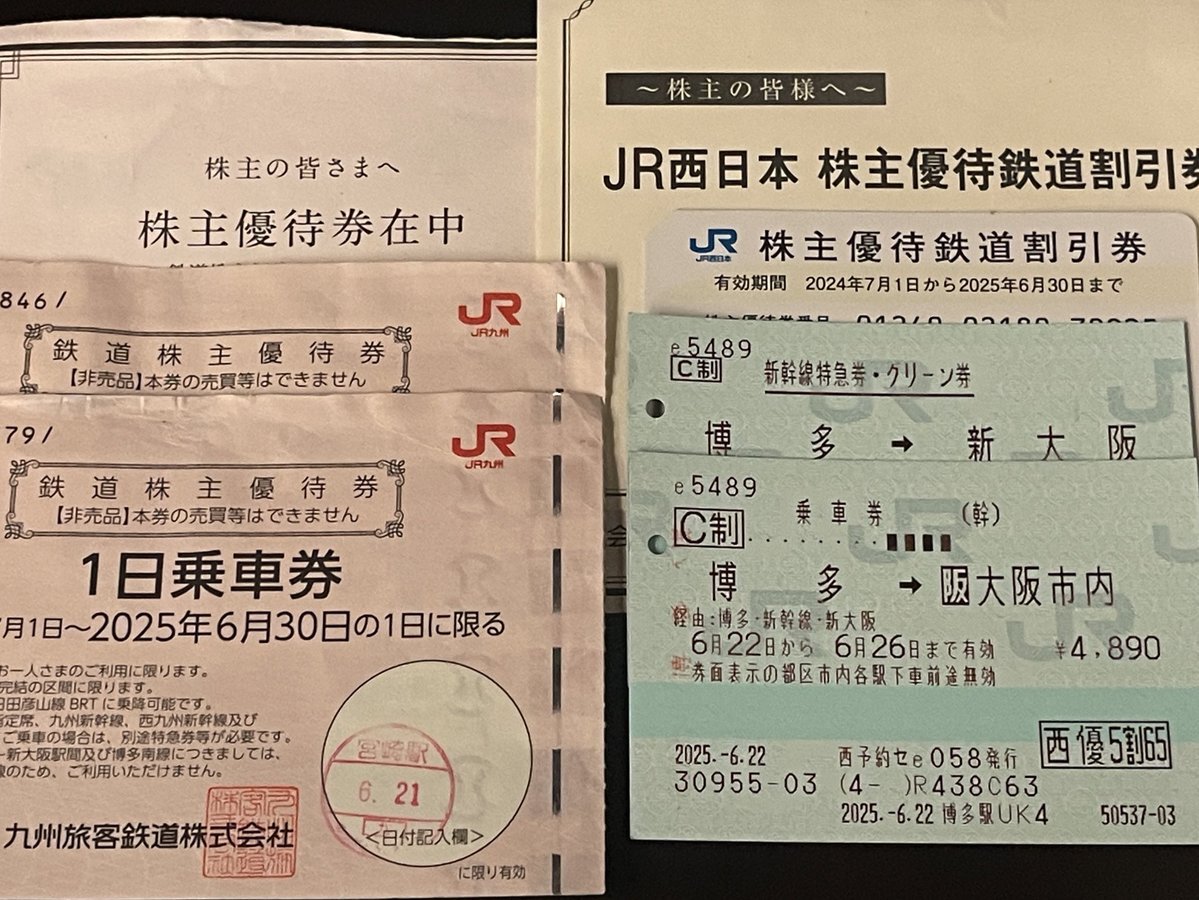 株主の皆さまへ
株主優待券在中
～株主の皆様へ～
JR西日本 株主優待鉄道割引券
JR
JR西日本
株主優待鉄道割引券
有効期間 2024年7月1日から2025年6月30日まで
846/
JR
JR九州
鉄道株主優待券
【非売品】本券の売買等はできません
79/
JR
JR九州
鉄道株主優待券
【非売品】本券の売買等はできません
1日乗車券
月1日～2025年6月30日の1日に限る
お一人さまのご利用に限ります。
完結の区間に限ります。
田彦山線BRTに乗降可能です。
指定席、九州新幹線、西九州新幹線及び
ご乗車の場合は、別途特急券等が必要です。
～新大阪駅間及び博多南線につきましては、
線のため、ご利用いただけません。
九州旅客鉄道株式会社
宮崎駅
6. 21
＜日付記入欄＞
に限り有効
e5489
C制
新幹線特急券・グリーン券
博多 → 新大阪
e5489
C制
乗車券 (幹)
博多 → 阪大阪市内
経由:博多・新幹線・新大阪
6月22日から 6月26日まで有効 ¥4,890
券面表示の都区市内各駅下車前途無効
西優5割65
2025.-6.22 西予約セe058発行
30955-03 (4- )R438C63
2025.-6.22 博多駅UK4 50537-03